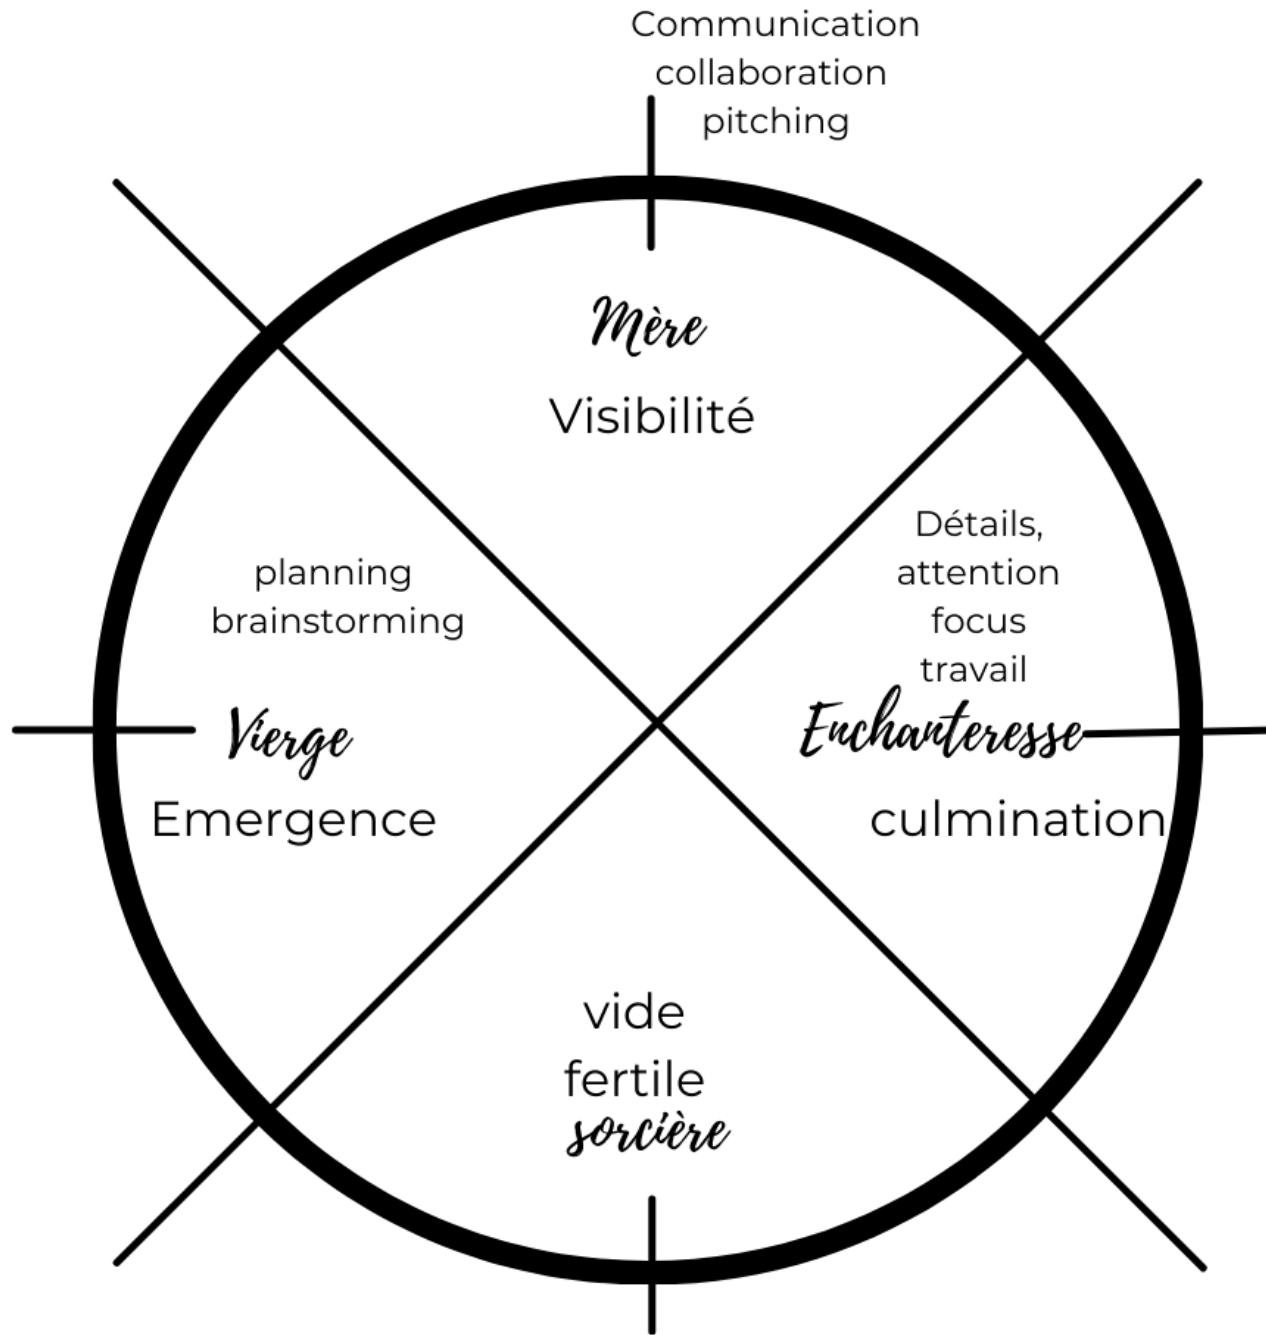 Communication
collaboration
pitching
Mère
Visibilité
planning
brainstorming
Vierge
Emergence
Détails,
attention
focus
travail
Enchanteresse
culmination
vide
fertile
sorcière